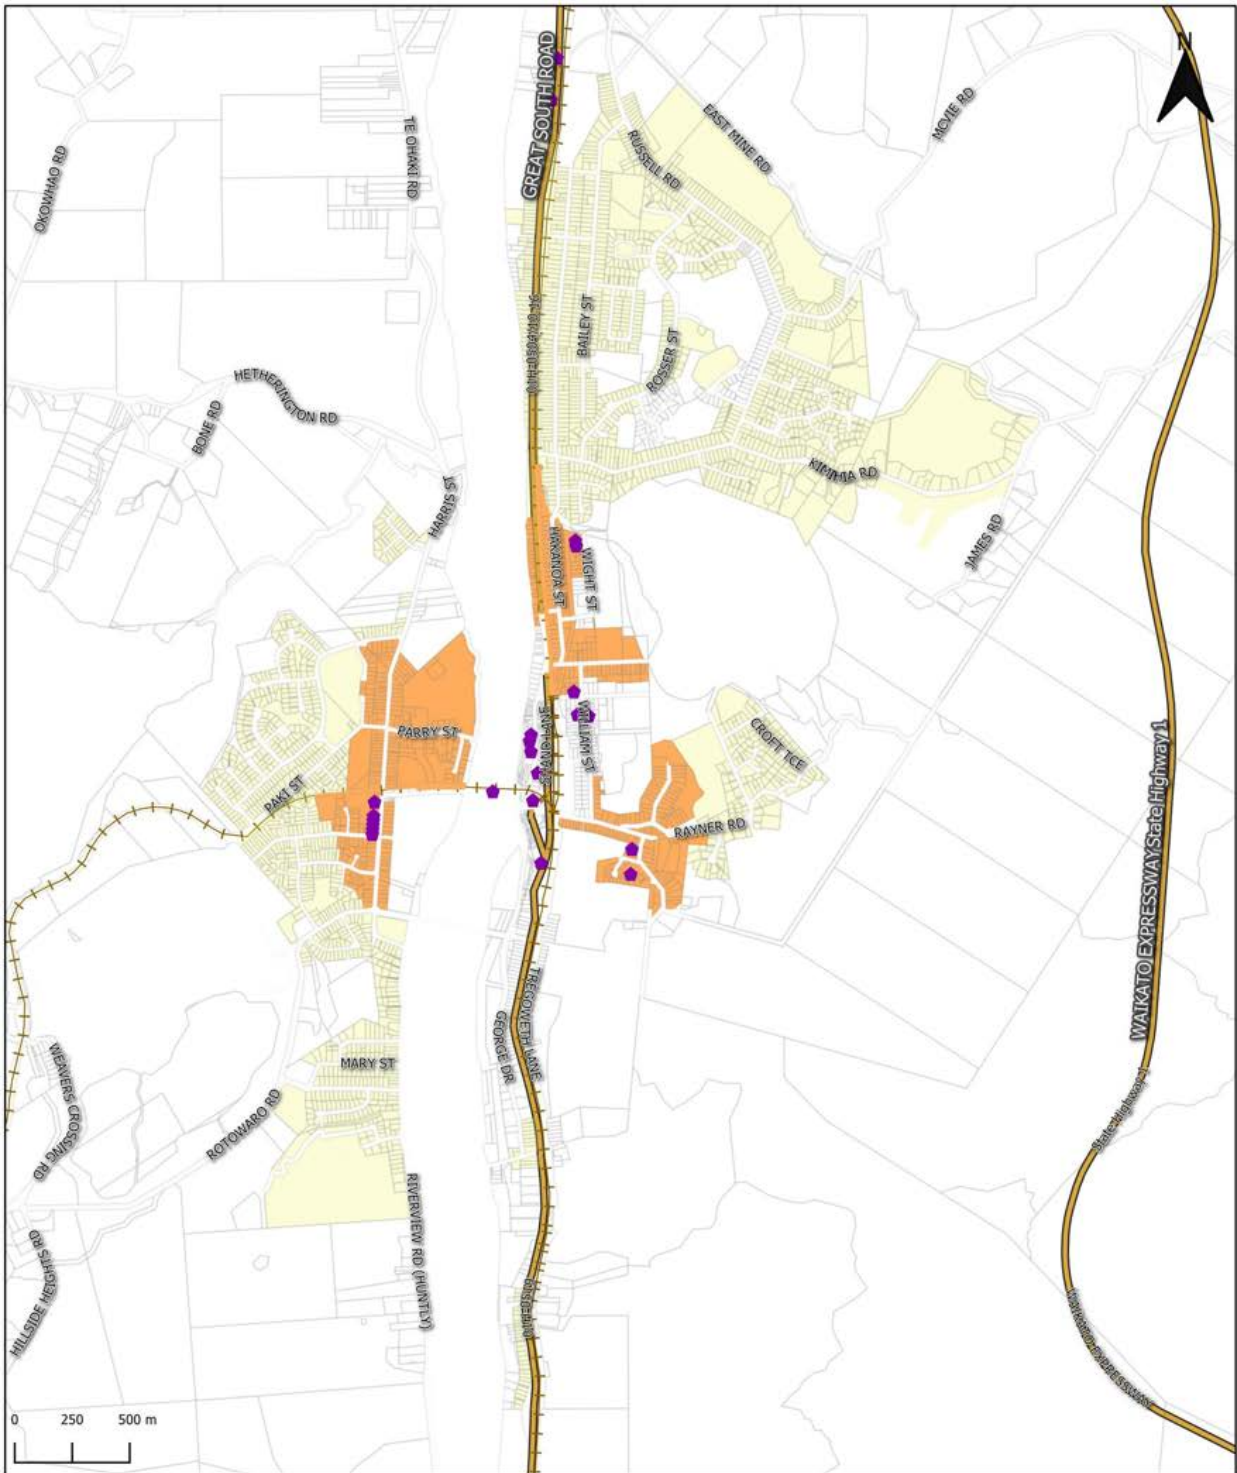 N
GREAT SOUTH ROAD
EAST MINE RD
MCVIE RD
TE OHAKI RD
RUSSELL RD
OKOWHAO RD
BAILEY ST
ROSSER ST
HETHERINGTON RD
BONE RD
KIMIHIA RD
HARRIS ST
JAMES RD
HAKANOA ST
WIGHT ST
PARRY ST
WILLIAM ST
CROFT TCE
PAKI ST
RAYNER RD
WAIKATO EXPRESSWAY
State Highway 1
TREGOWETH LANE
GEORGE DR
WEAVERS CROSSING RD
MARY ST
ROTOWARO RD
State Highway 1
RIVERVIEW RD (HUNTLY)
HILLSIDE HEIGHTS RD
WAIKATO EXPRESSWAY
0 250 500 m